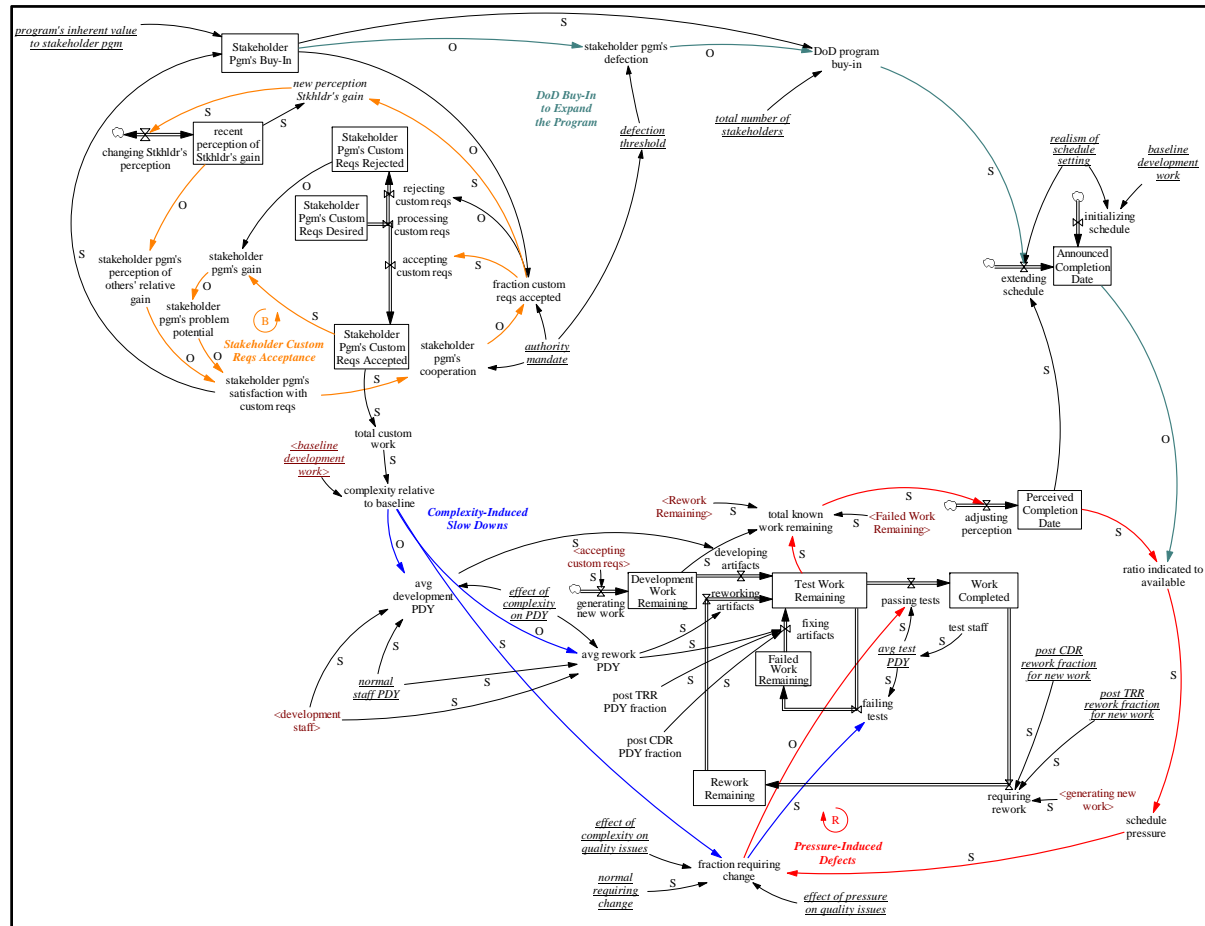 program's inherent value
to stakeholder pgm
Stakeholder
Pgm's Buy-In
S
O
stakeholder pgm's
defection
O
DoD program
buy-in
new perception
Stkhldr's gain
S
S
recent
perception of
Stkhldr's gain
changing Stkhldr's
perception
DoD Buy-In
to Expand
the Program
total number of
stakeholders
defection
threshold
realism of
schedule
setting
baseline
development
work
Stakeholder
Pgm's Custom
Reqs Rejected
O
S
O
rejecting
custom reqs
O
Stakeholder
Pgm's Custom
Reqs Desired
processing
custom reqs
accepting
custom reqs
S
O
S
S
initializing
schedule
Announced
Completion
Date
extending
schedule
stakeholder pgm's
perception of
others' relative
gain
stakeholder
pgm's gain
O
stakeholder
pgm's problem
potential
O
O
B
Stakeholder Custom
Reqs Acceptance
S
Stakeholder
Pgm's Custom
Reqs Accepted
fraction custom
reqs accepted
O
stakeholder
pgm's
cooperation
authority
mandate
stakeholder pgm's
satisfaction with
custom reqs
S
S
S
O
total custom
work
S
<baseline
development
work>
complexity relative
to baseline
Complexity-Induced
Slow Downs
O
<Rework
Remaining>
S
total known
work remaining
S
<Failed Work
Remaining>
S
adjusting
perception
Perceived
Completion
Date
S
ratio indicated to
available
avg
development
PDY
S
<accepting
custom reqs>
S
generating
new work
Development
Work
Remaining
S
developing
artifacts
S
Test Work
Remaining
reworking
artifacts
passing tests
Work
Completed
effect of
complexity
on PDY
O
avg rework
PDY
S
S
fixing
artifacts
Failed
Work
Remaining
S
avg test
PDY
S
S
test staff
failing
tests
S
S
normal
staff PDY
S
S
<development
staff>
post TRR
PDY fraction
S
S
post CDR
PDY fraction
post CDR
rework fraction
for new work
post TRR
rework fraction
for new work
S
S
O
S
S
Rework
Remaining
requiring
rework
S
<generating new
work>
schedule
pressure
R
Pressure-Induced
Defects
S
effect of
complexity on
quality issues
fraction requiring
change
S
normal
requiring
change
S
effect of pressure
on quality issues